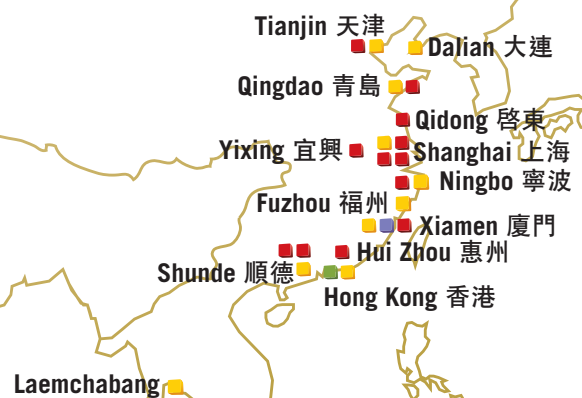 Tianjin 天津
Dalian 大連
Qingdao 青島
Qidong 啓東
Yixing 宜興
Shanghai 上海
Ningbo 寧波
Fuzhou 福州
Xiamen 廈門
Hui Zhou 惠州
Shunde 順德
Hong Kong 香港
Laemchabang